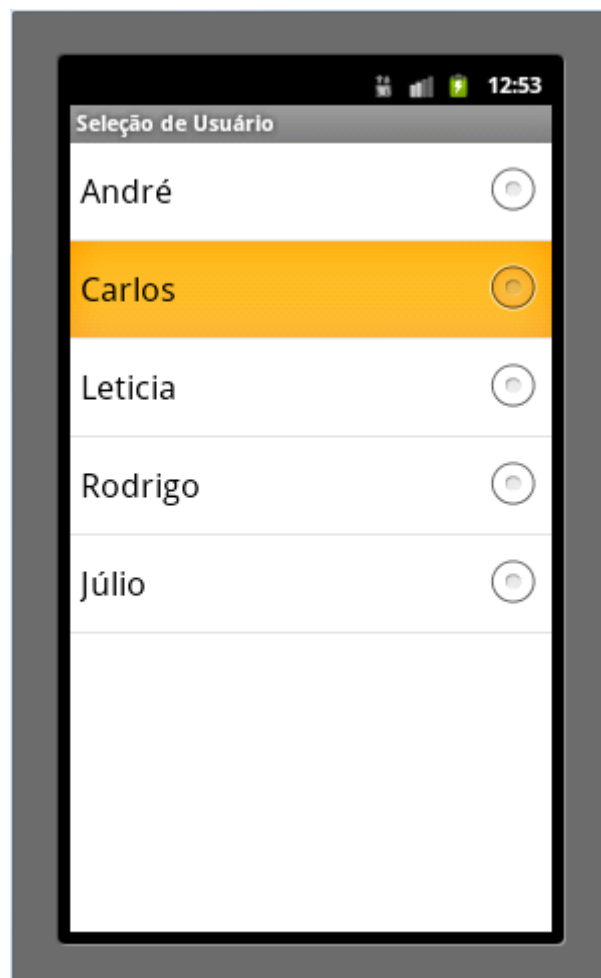 12:53
Seleção de Usuário
André
Carlos
Leticia
Rodrigo
Júlio